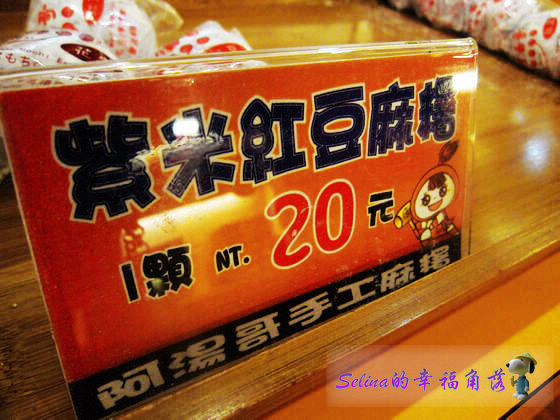 紫米紅豆麻糬
1顆 NT. 20元
阿湯哥手工麻糬
Selina的幸福角落